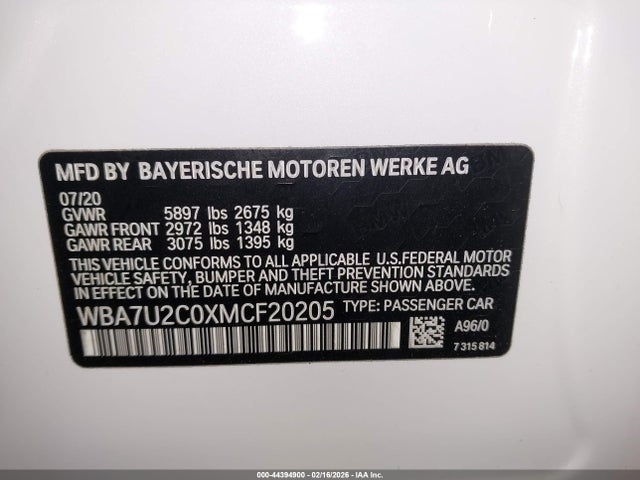 MFD BY BAYERISCHE MOTOREN WERKE AG
07/20
GVWR 5897 lbs 2675 kg
GAWR FRONT 2972 lbs 1348 kg
GAWR REAR 3075 lbs 1395 kg
THIS VEHICLE CONFORMS TO ALL APPLICABLE U.S.FEDERAL MOTOR
VEHICLE SAFETY, BUMPER AND THEFT PREVENTION STANDARDS
IN EFFECT ON THE DATE OF MANUFACTURE SHOWN ABOVE.
WBA7U2C0XMCF20205 TYPE: PASSENGER CAR
A96/0
7 315 814
000-44394900 - 02/16/2026 - IAA Inc.